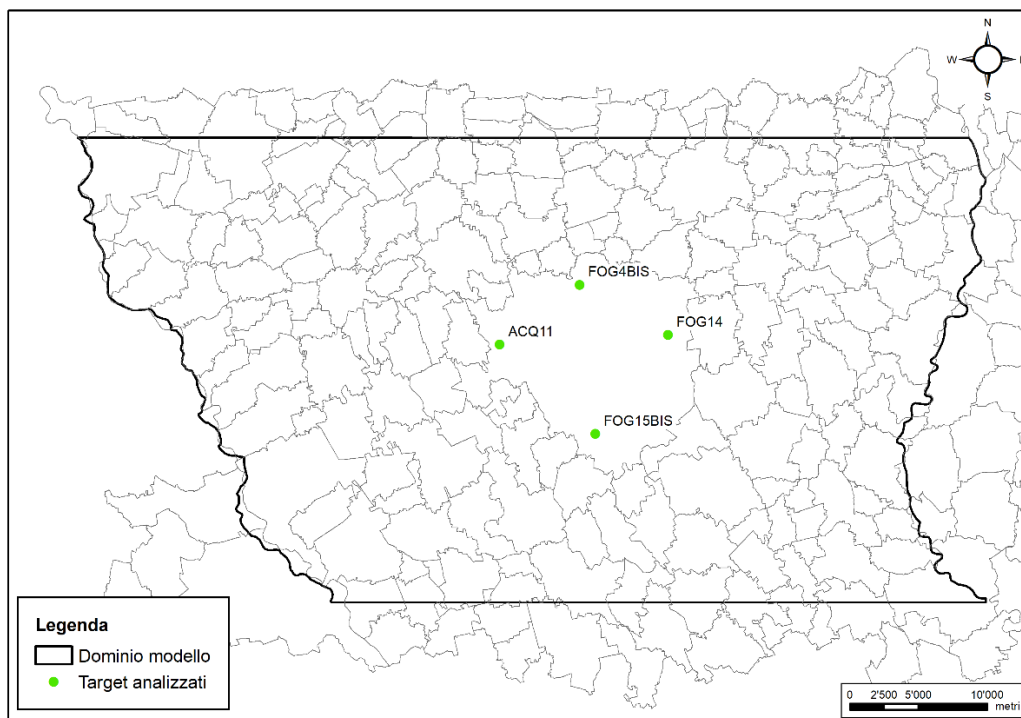 N
W
S
FOG4BIS
FOG14
ACQ11
FOG15BIS
Legenda
Dominio modello
Target analizzati
0 2'500 5'000 10'000
metri